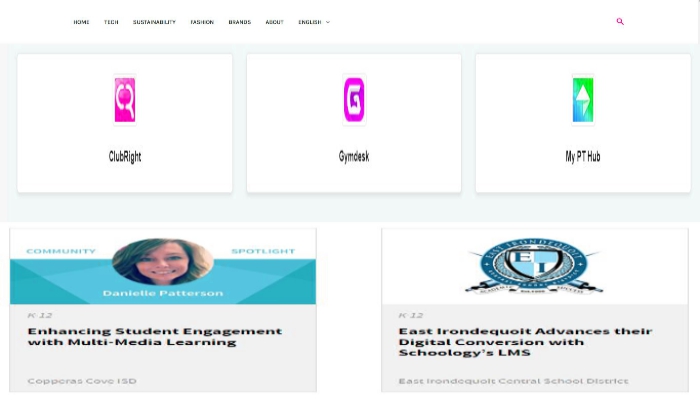 HOME TECH SUSTAINABILITY FASHION BRANDS ABOUT ENGLISH
ClubRight Gymdesk My PT Hub
COMMUNITY SPOTLIGHT
Danielle Patterson
EAST IRONDEQUOIT
E I
K-12
Enhancing Student Engagement
with Multi-Media Learning
Copperas Cove ISD
K-12
East Irondequoit Advances their
Digital Conversion with
Schoology's LMS
East Irondequoit Central School District